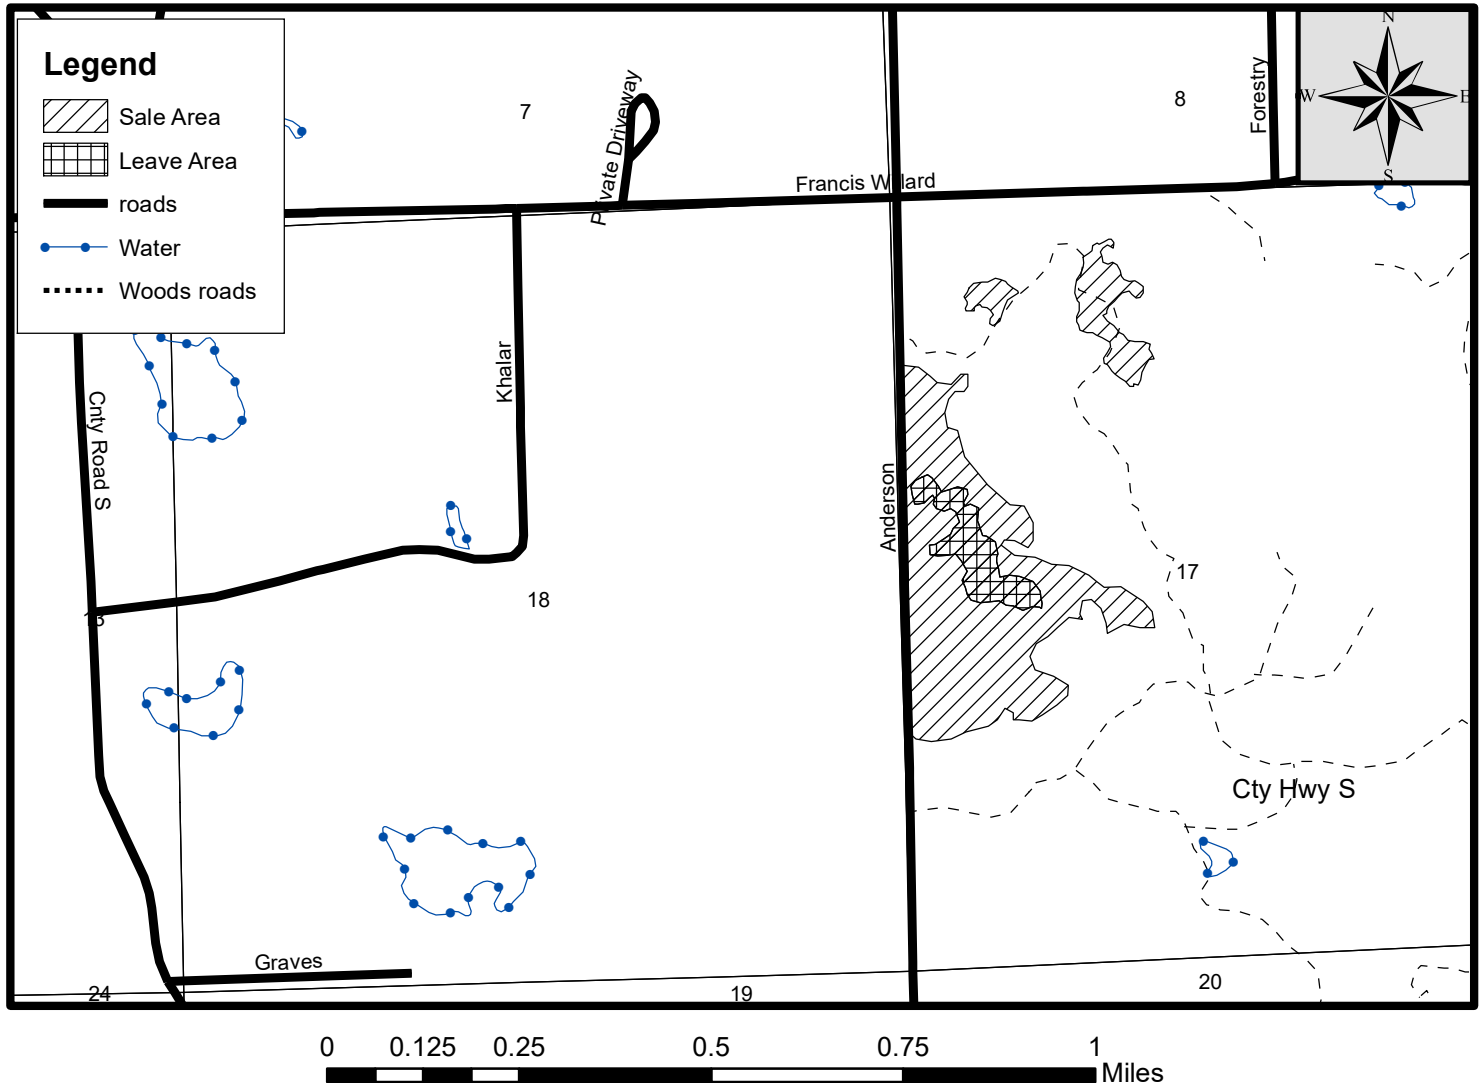 N
W
E
S
Legend
Sale Area
Leave Area
roads
Water
Woods roads
7
8
Private Driveway
Forestry
Francis Willard
Khalar
Cnty Road S
Anderson
13
18
17
Cty Hwy S
Graves
24
19
20
0 0.125 0.25 0.5 0.75 1
Miles